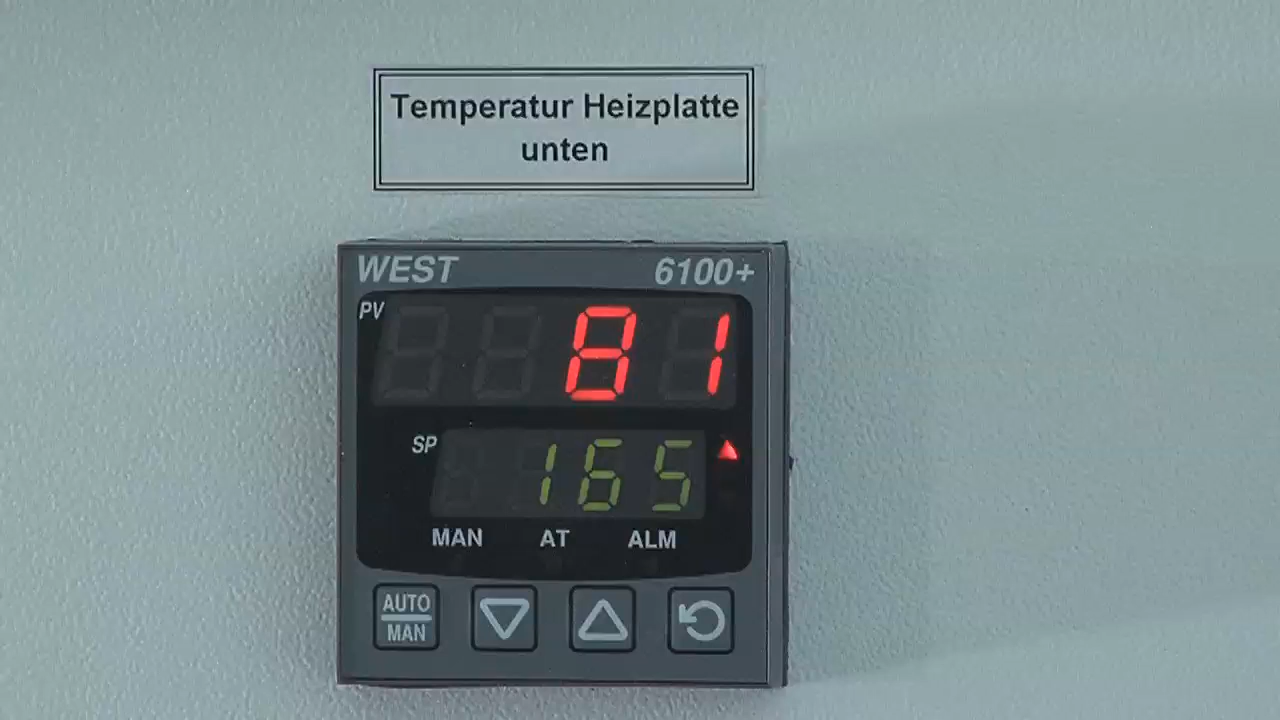 Temperatur Heizplatte
unten
WEST 6100+
PV 81
SP 165
MAN AT ALM
AUTO
MAN